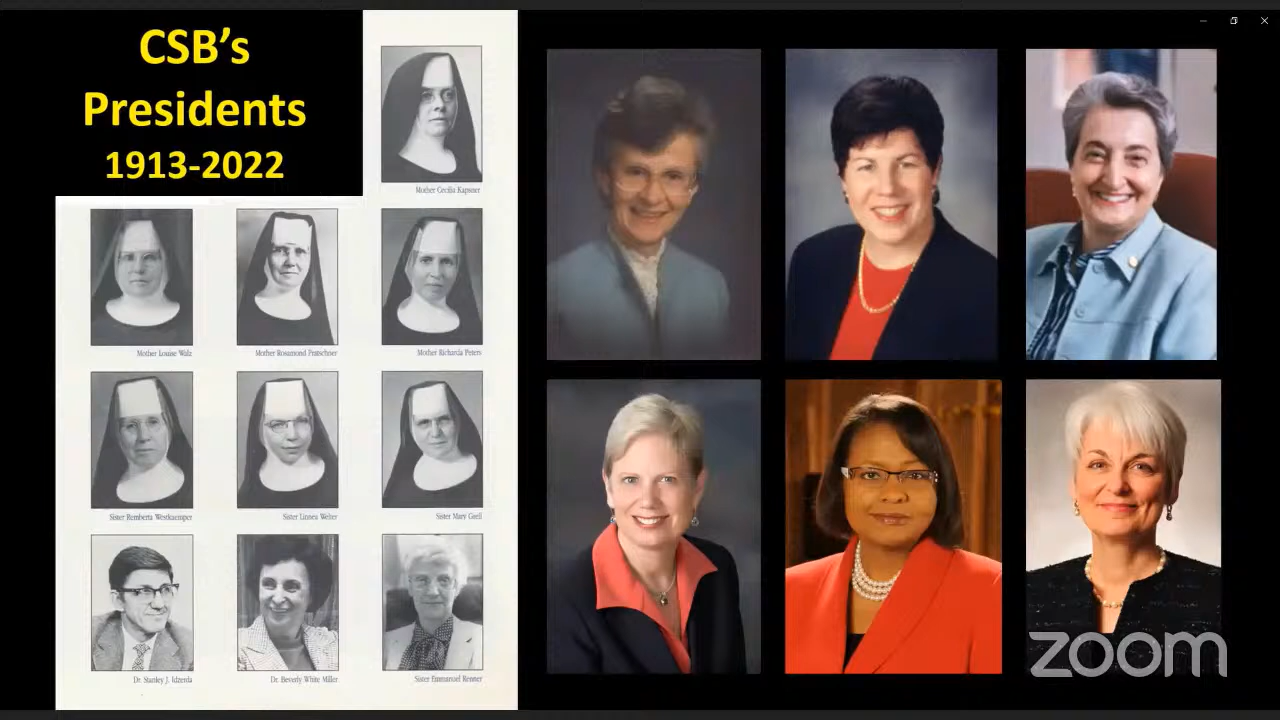 CSB's
Presidents
1913-2022
Mother Cecilia Kapsner
Mother Louise Walz
Mother Rosamond Pratschner
Mother Richarda Peters
Sister Remberta Westkaemper
Sister Linnea Welter
Sister Mary Grell
Dr. Stanley J. Idzerda
Dr. Beverly White Miller
Sister Emmanuel Renner
zoom